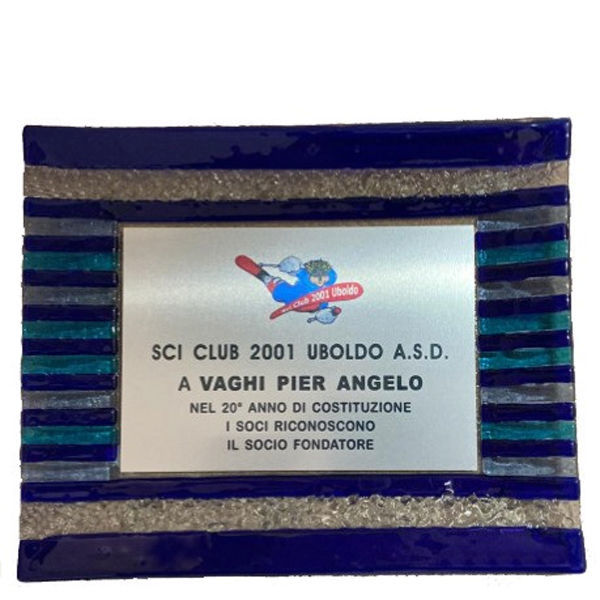 Sci Club 2001 Uboldo
SCI CLUB 2001 UBOLDO A.S.D.
A VAGHI PIER ANGELO
NEL 20° ANNO DI COSTITUZIONE
I SOCI RICONOSCONO
IL SOCIO FONDATORE